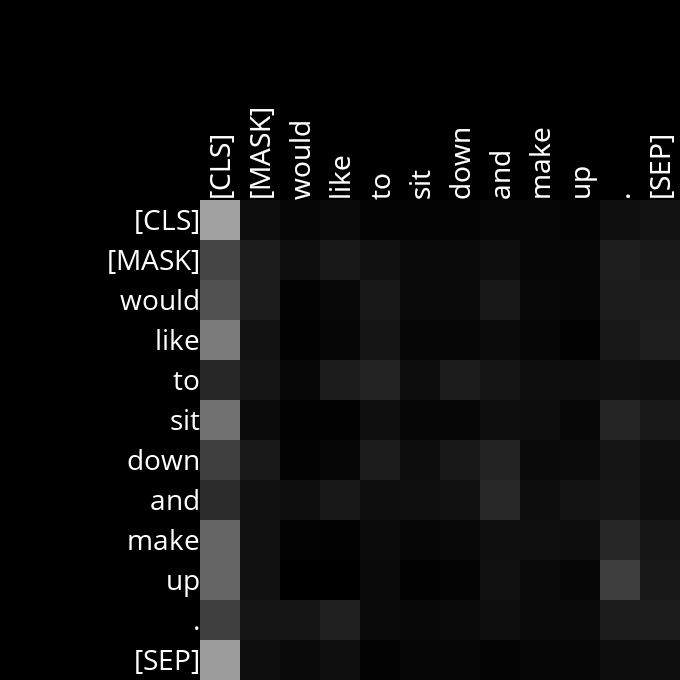 [CLS] [MASK] would like to sit down and make up . [SEP]
[CLS]
[MASK]
would
like
to
sit
down
and
make
up
.
[SEP]